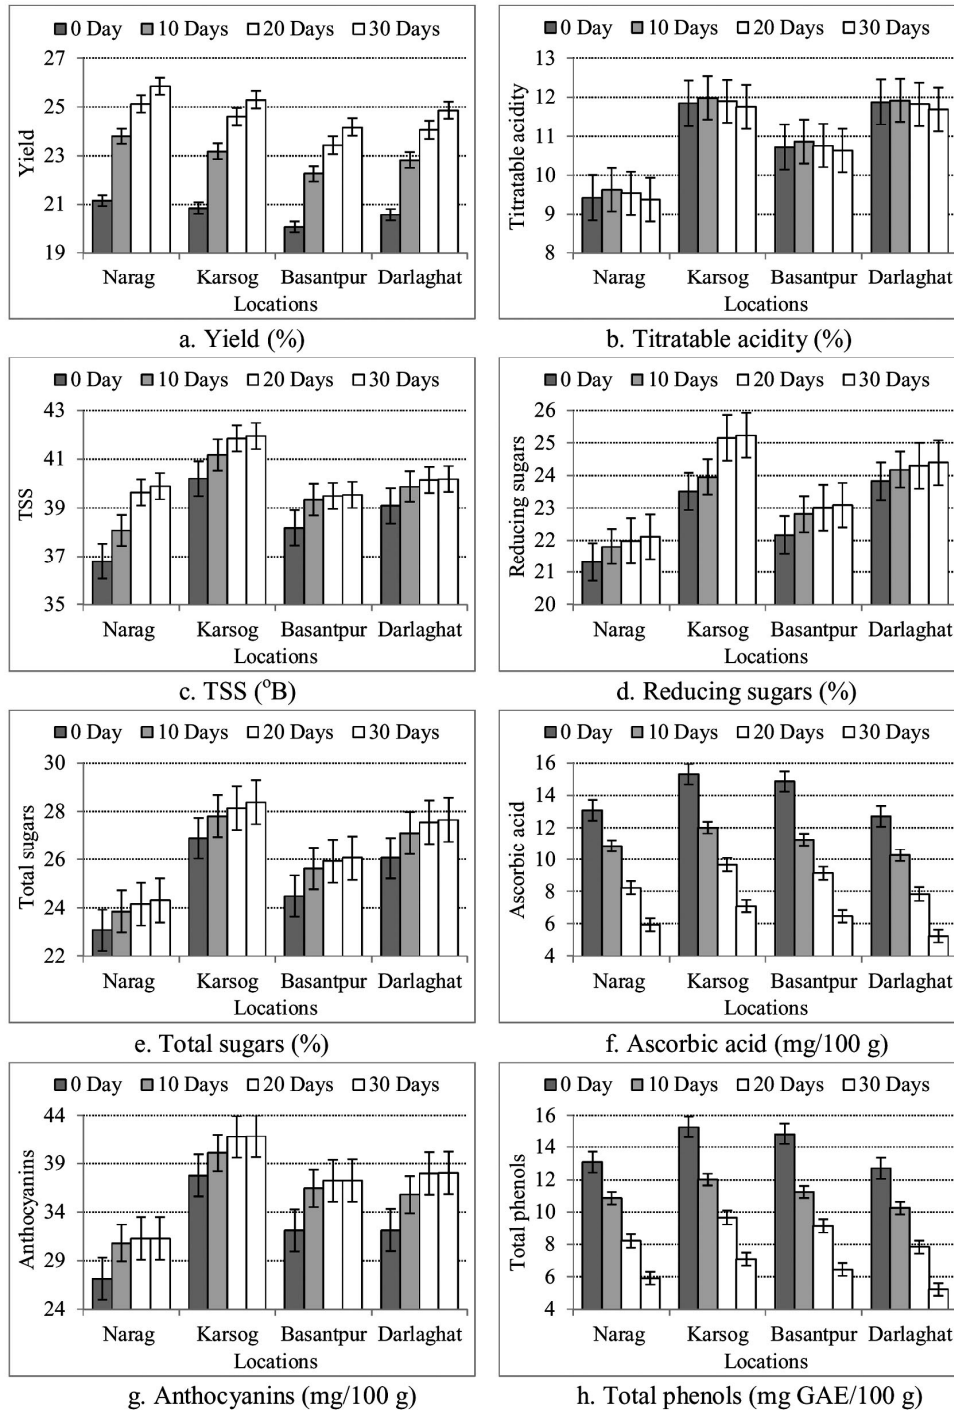 ■0 Day ■10 Days □20 Days □30 Days
27
25
23
21
19
Yield
Narag Karsog Basantpur Darlaghat
Locations
a. Yield (%)
■0 Day ■10 Days □20 Days □30 Days
13
12
11
10
9
8
Titratable acidity
Narag Karsog Basantpur Darlaghat
Locations
b. Titratable acidity (%)
■0 Day ■10 Days □20 Days □30 Days
43
41
39
37
35
TSS
Narag Karsog Basantpur Darlaghat
Locations
c. TSS (°B)
■0 Day ■10 Days □20 Days □30 Days
26
25
24
23
22
21
20
Reducing sugars
Narag Karsog Basantpur Darlaghat
Locations
d. Reducing sugars (%)
■0 Day ■10 Days □20 Days □30 Days
30
28
26
24
22
Total sugars
Narag Karsog Basantpur Darlaghat
Locations
e. Total sugars (%)
■0 Day ■10 Days □20 Days □30 Days
16
14
12
10
8
6
4
Ascorbic acid
Narag Karsog Basantpur Darlaghat
Locations
f. Ascorbic acid (mg/100 g)
■0 Day ■10 Days □20 Days □30 Days
44
39
34
29
24
Anthocyanins
Narag Karsog Basantpur Darlaghat
Locations
g. Anthocyanins (mg/100 g)
■0 Day ■10 Days □20 Days □30 Days
16
14
12
10
8
6
4
Total phenols
Narag Karsog Basantpur Darlaghat
Locations
h. Total phenols (mg GAE/100 g)